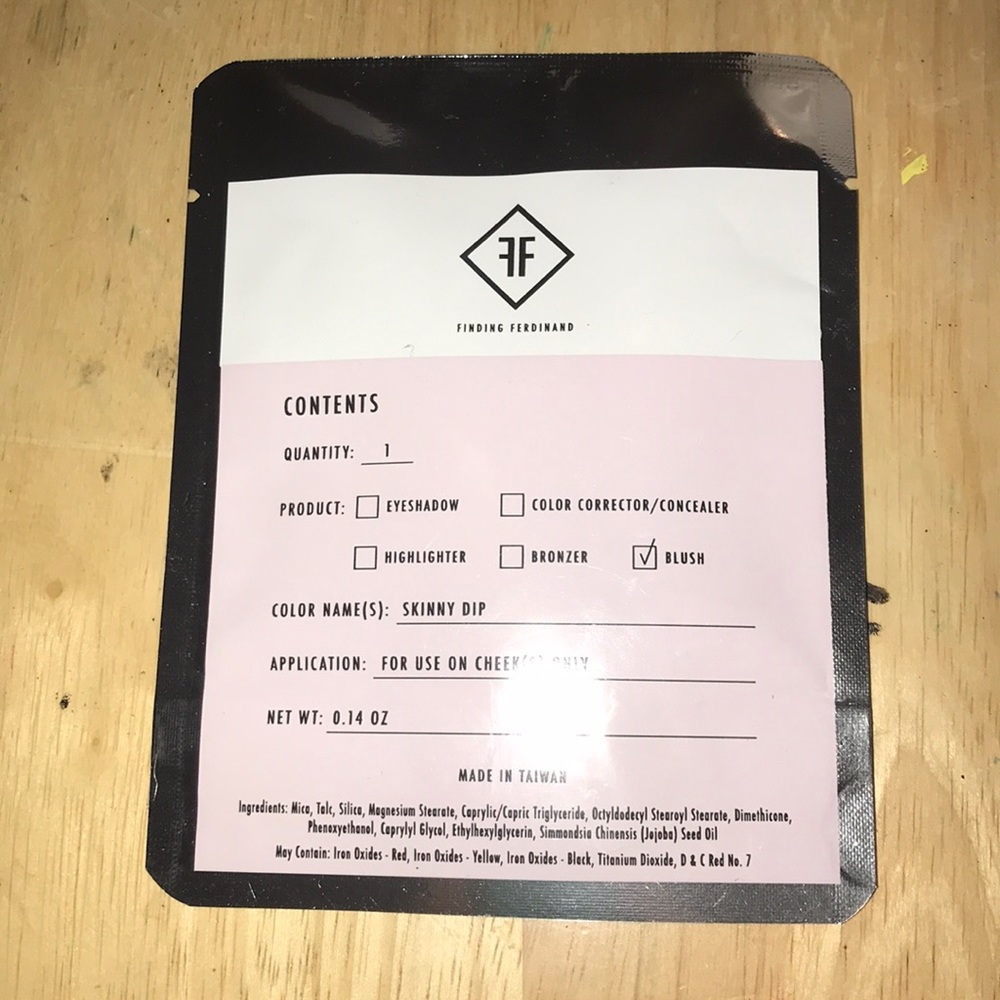 FF
FINDING FERDINAND
CONTENTS
QUANTITY: 1
PRODUCT: EYESHADOW COLOR CORRECTOR/CONCEALER
HIGHLIGHTER BRONZER BLUSH
COLOR NAME(S): SKINNY DIP
APPLICATION: FOR USE ON CHEEK(S) ONLY
NET WT: 0.14 OZ
MADE IN TAIWAN
Ingredients: Mica, Talc, Silica, Magnesium Stearate, Caprylic/Capric Triglyceride, Octyldodecyl Stearoyl Stearate, Dimethicone,
Phenoxyethanol, Caprylyl Glycol, Ethylhexylglycerin, Simmondsia Chinensis (Jojoba) Seed Oil
May Contain: Iron Oxides - Red, Iron Oxides - Yellow, Iron Oxides - Black, Titanium Dioxide, D & C Red No. 7